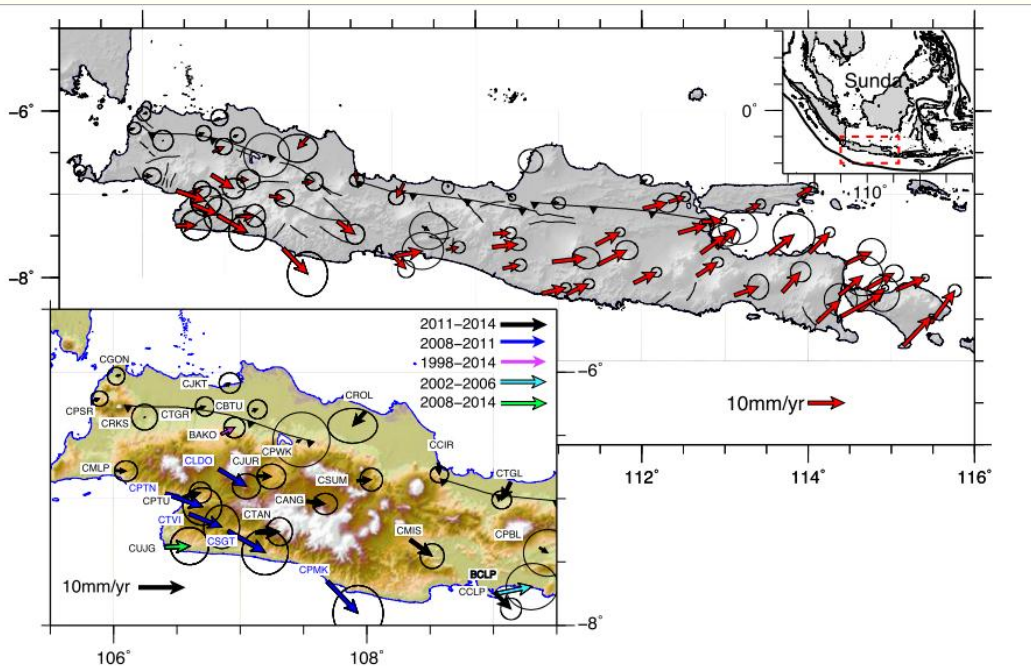 Sunda
0°
110°
-6°
-8°
10mm/yr
112°
114°
116°
2011-2014
2008-2011
1998-2014
2002-2006
2008-2014
CGON
CJKT
CROL
CPSR
CTGR
CBTU
CRKS
BAKO
CPWK
CCIR
CLDO
CJUR
CMLP
CSUM
CTGL
CPTN
CPTU
CANG
CTVI
CTAN
CMIS
CPBL
CUJG
CSGT
CPMK
BCLP
CCLP
10mm/yr
-6°
-8°
106°
108°